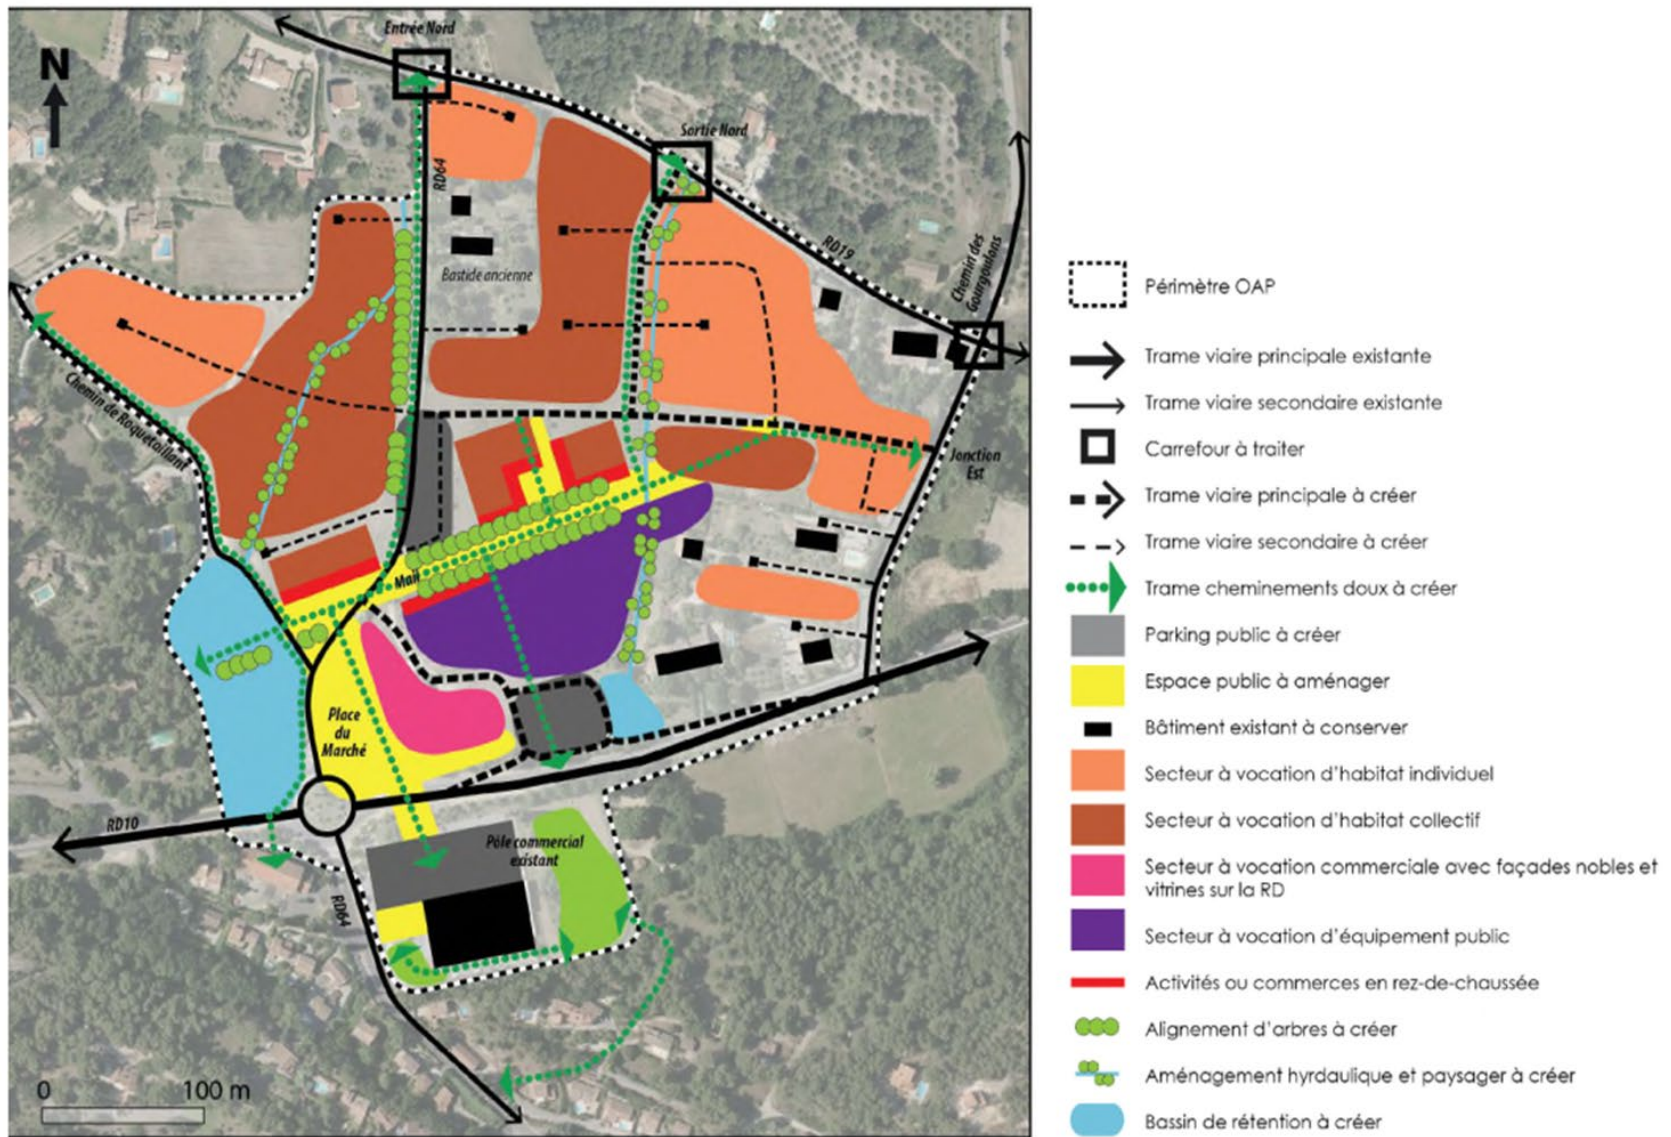 Entrée Nord
N
Sortie Nord
RD64
RD19
Chemin des
Gourgoulons
Bastide ancienne
Chemin de Roquetaillant
Jonction
Est
Mail
Place
du
Marché
RD10
Pôle commercial
existant
RD64
0 100 m
Périmètre OAP
Trame viaire principale existante
Trame viaire secondaire existante
Carrefour à traiter
Trame viaire principale à créer
Trame viaire secondaire à créer
Trame cheminements doux à créer
Parking public à créer
Espace public à aménager
Bâtiment existant à conserver
Secteur à vocation d'habitat individuel
Secteur à vocation d'habitat collectif
Secteur à vocation commerciale avec façades nobles et
vitrines sur la RD
Secteur à vocation d'équipement public
Activités ou commerces en rez-de-chaussée
Alignement d'arbres à créer
Aménagement hyrdaulique et paysager à créer
Bassin de rétention à créer